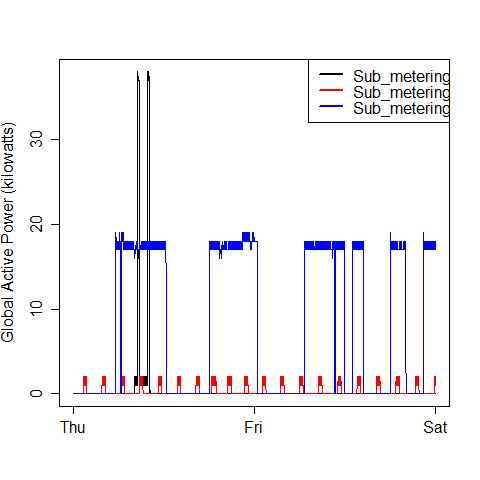 Sub_metering
Sub_metering
Sub_metering
Global Active Power (kilowatts)
30
20
10
0
Thu Fri Sat